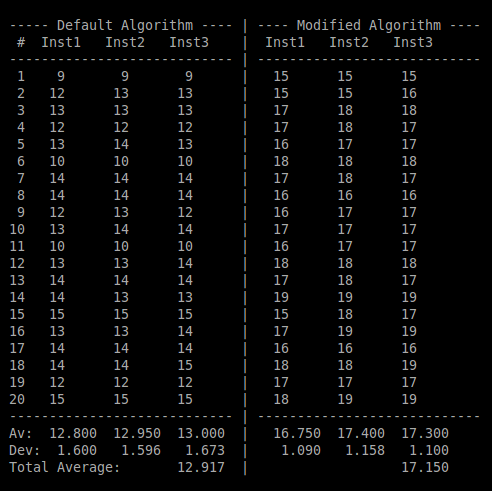 ----- Default Algorithm ---- | ----- Modified Algorithm ----
 #  Inst1   Inst2   Inst3    |  Inst1   Inst2   Inst3
---------------------------- | ----------------------------
 1    9       9       9      |   15      15      15
 2   12      13      13      |   15      15      16
 3   13      13      13      |   17      18      18
 4   12      12      12      |   17      18      17
 5   13      14      13      |   16      17      17
 6   10      10      10      |   18      18      18
 7   14      14      14      |   17      18      17
 8   14      14      14      |   16      16      16
 9   12      13      12      |   16      17      17
10   13      14      14      |   17      17      17
11   10      10      10      |   16      17      17
12   13      13      14      |   18      18      18
13   14      14      14      |   17      18      17
14   14      13      13      |   19      19      19
15   15      15      15      |   15      18      17
16   13      13      14      |   17      19      19
17   14      14      14      |   16      16      16
18   14      14      15      |   18      18      19
19   12      12      12      |   17      17      17
20   15      15      15      |   18      19      19
---------------------------- | ----------------------------
Av:  12.800  12.950  13.000  |   16.750  17.400  17.300
Dev:  1.600   1.596   1.673  |    1.090   1.158   1.100
Total Average:       12.917  |                   17.150